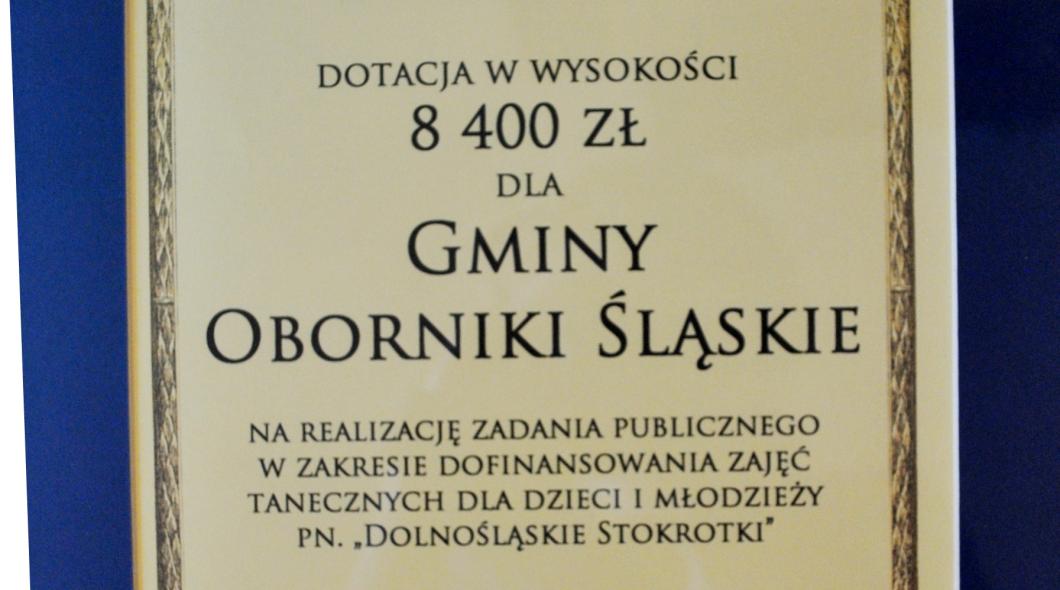 DOTACJA W WYSOKOŚCI
8 400 ZŁ
DLA
GMINY
OBORNIKI ŚLĄSKIE
NA REALIZACJĘ ZADANIA PUBLICZNEGO
W ZAKRESIE DOFINANSOWANIA ZAJĘĆ
TANECZNYCH DLA DZIECI I MŁODZIEŻY
PN. „DOLNOŚLĄSKIE STOKROTKI”